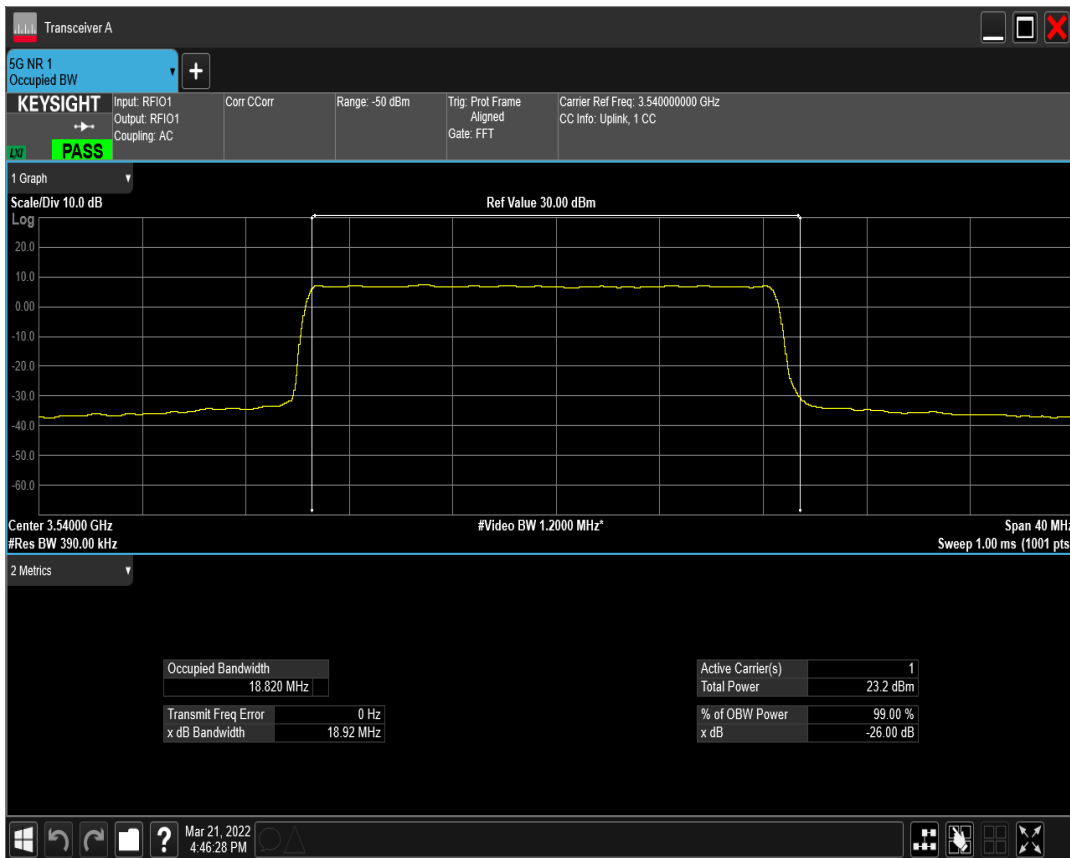 Transceiver A
5G NR 1
Occupied BW
+
KEYSIGHT
LXI
PASS
Input: RFIO1
Output: RFIO1
Coupling: AC
Corr CCorr
Range: -50 dBm
Trig: Prot Frame
Aligned
Gate: FFT
Carrier Ref Freq: 3.540000000 GHz
CC Info: Uplink, 1 CC
1 Graph
Scale/Div 10.0 dB
Ref Value 30.00 dBm
Log
20.0
10.0
0.00
-10.0
-20.0
-30.0
-40.0
-50.0
-60.0
Center 3.54000 GHz
#Video BW 1.2000 MHz*
Span 40 MHz
#Res BW 390.00 kHz
Sweep 1.00 ms (1001 pts
2 Metrics
Occupied Bandwidth
18.820 MHz
Transmit Freq Error 0 Hz
x dB Bandwidth 18.92 MHz
Active Carrier(s) 1
Total Power 23.2 dBm
% of OBW Power 99.00 %
x dB -26.00 dB
?
Mar 21, 2022
4:46:28 PM